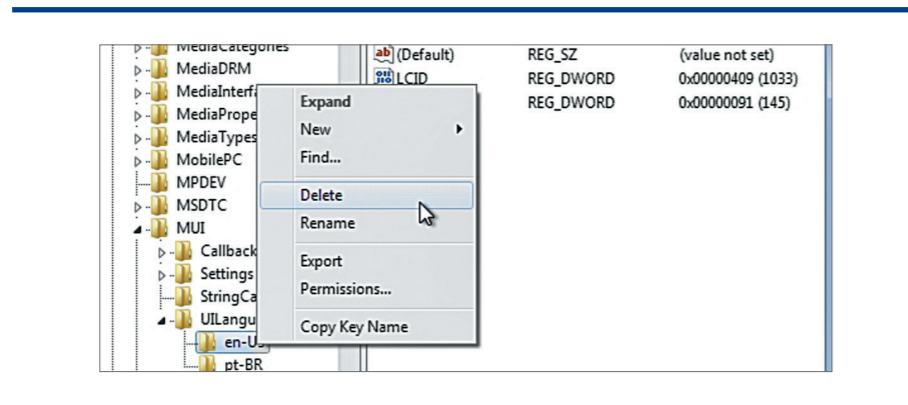 MediaCategories
MediaDRM
MediaInterfa
MediaPrope
MediaTypes
MobilePC
MPDEV
MSDTC
MUI
Callback
Settings
StringCa
UILangu
en-US
pt-BR
Expand
New
Find...
Delete
Rename
Export
Permissions...
Copy Key Name
(Default) REG_SZ (value not set)
LCID REG_DWORD 0x00000409 (1033)
REG_DWORD 0x00000091 (145)